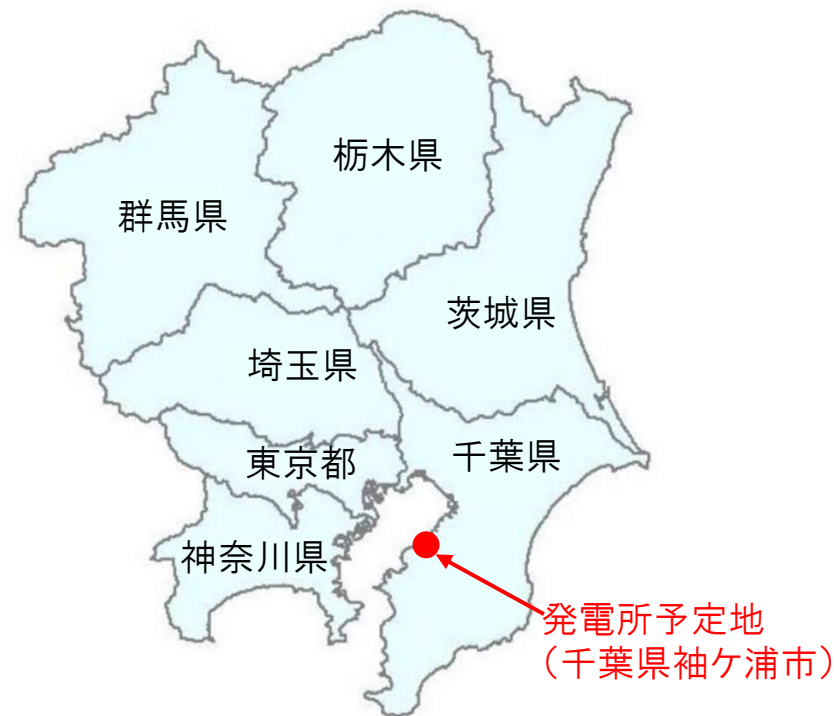 栃木県
群馬県
茨城県
埼玉県
東京都
千葉県
神奈川県
発電所予定地
（千葉県袖ケ浦市）